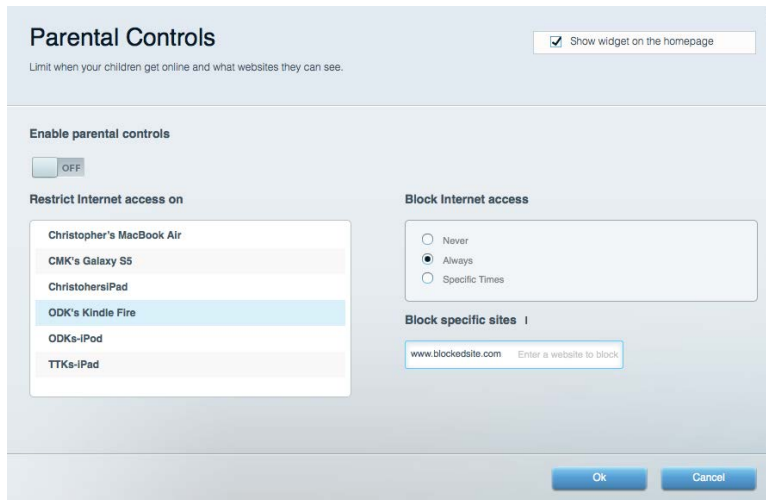 Parental Controls
Show widget on the homepage
Limit when your children get online and what websites they can see.
Enable parental controls
OFF
Restrict Internet access on
Christopher's MacBook Air
CMK's Galaxy S5
ChristohersiPad
ODK's Kindle Fire
ODKs-iPod
TTKs-iPad
Block Internet access
Never
Always
Specific Times
Block specific sites I
www.blockedsite.com Enter a website to block
Ok
Cancel